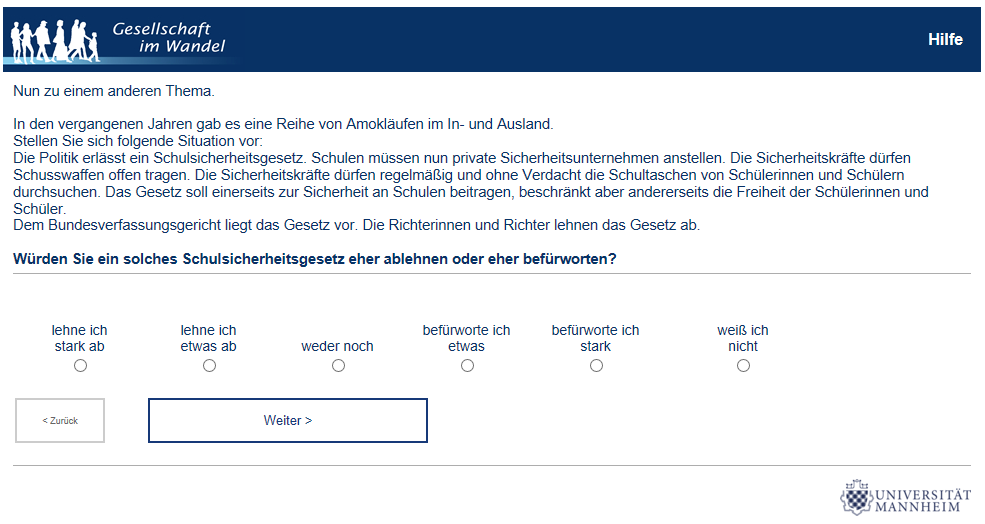 Gesellschaft
im Wandel
Hilfe
Nun zu einem anderen Thema.
In den vergangenen Jahren gab es eine Reihe von Amokläufen im In- und Ausland.
Stellen Sie sich folgende Situation vor:
Die Politik erlässt ein Schulsicherheitsgesetz. Schulen müssen nun private Sicherheitsunternehmen anstellen. Die Sicherheitskräfte dürfen
Schusswaffen offen tragen. Die Sicherheitskräfte dürfen regelmäßig und ohne Verdacht die Schultaschen von Schülerinnen und Schülern
durchsuchen. Das Gesetz soll einerseits zur Sicherheit an Schulen beitragen, beschränkt aber andererseits die Freiheit der Schülerinnen und
Schüler.
Dem Bundesverfassungsgericht liegt das Gesetz vor. Die Richterinnen und Richter lehnen das Gesetz ab.
Würden Sie ein solches Schulsicherheitsgesetz eher ablehnen oder eher befürworten?
lehne ich
stark ab
lehne ich
etwas ab
weder noch
befürworte ich
etwas
befürworte ich
stark
weiß ich
nicht
< Zurück
Weiter >
UNIVERSITÄT
MANNHEIM